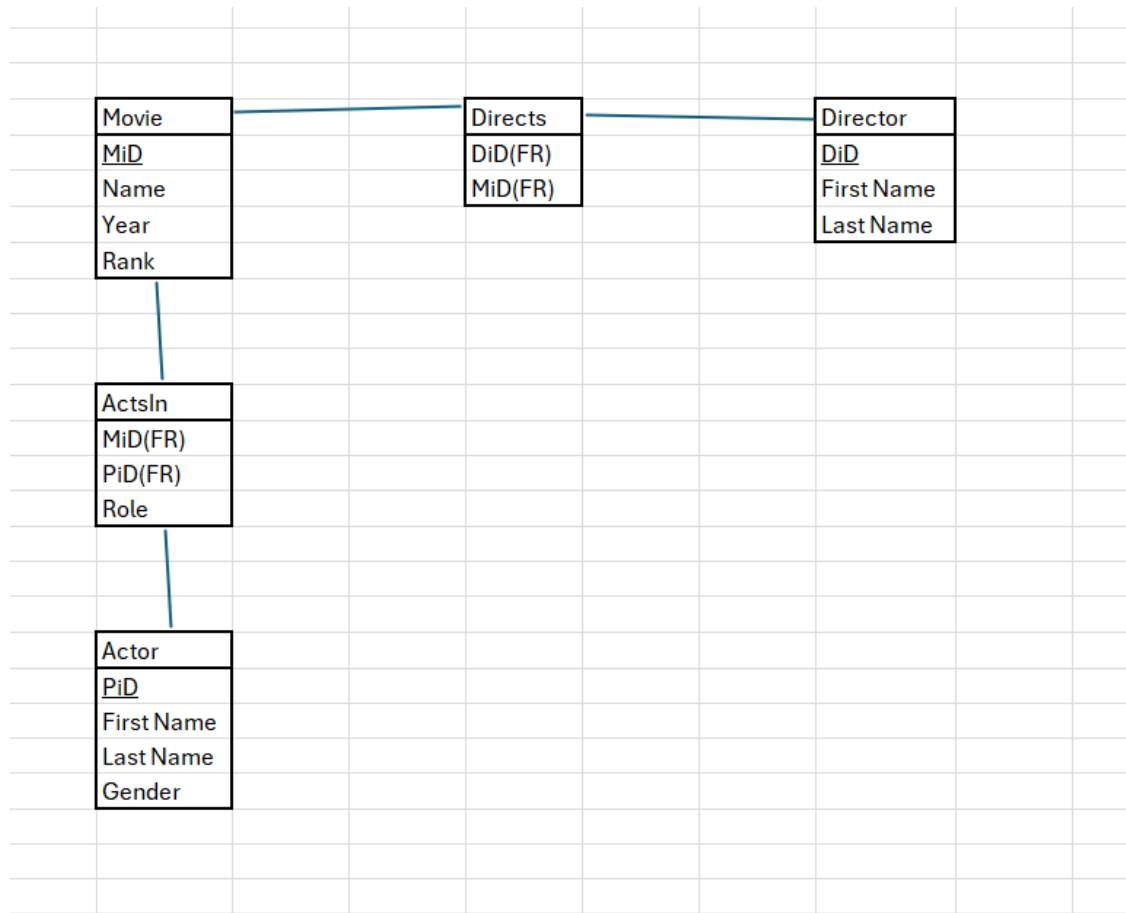 Movie
MiD
Name
Year
Rank
Directs
DiD(FR)
MiD(FR)
Director
DiD
First Name
Last Name
ActsIn
MiD(FR)
PiD(FR)
Role
Actor
PiD
First Name
Last Name
Gender